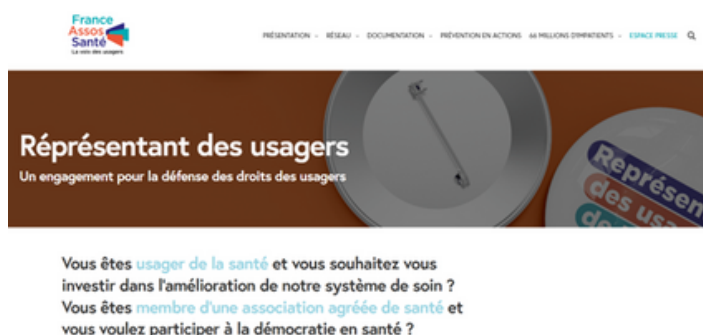 France
Assos
Santé
La voix des usagers
PRÉSENTATION
RÉSEAU
DOCUMENTATION
PRÉVENTION EN ACTIONS
66 MILLIONS D'IMPATIENTS
ESPACE PRESSE
Réprésentant des usagers
Un engagement pour la défense des droits des usagers
Représen
des usa
de
Vous êtes usager de la santé et vous souhaitez vous
investir dans l'amélioration de notre système de soin ?
Vous êtes membre d'une association agréée de santé et
vous voulez participer à la démocratie en santé ?